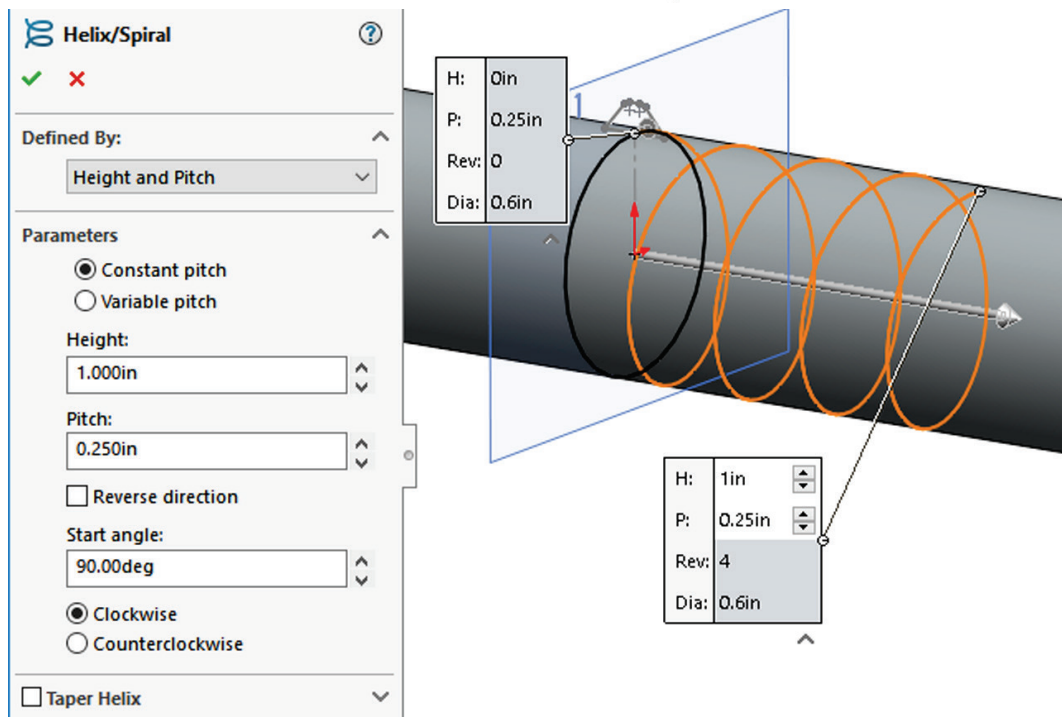 Helix/Spiral
Defined By:
Height and Pitch
Parameters
Constant pitch
Variable pitch
Height:
1.000in
Pitch:
0.250in
Reverse direction
Start angle:
90.00deg
Clockwise
Counterclockwise
Taper Helix
H: 0in
P: 0.25in
Rev: 0
Dia: 0.6in
1
H: 1in
P: 0.25in
Rev: 4
Dia: 0.6in